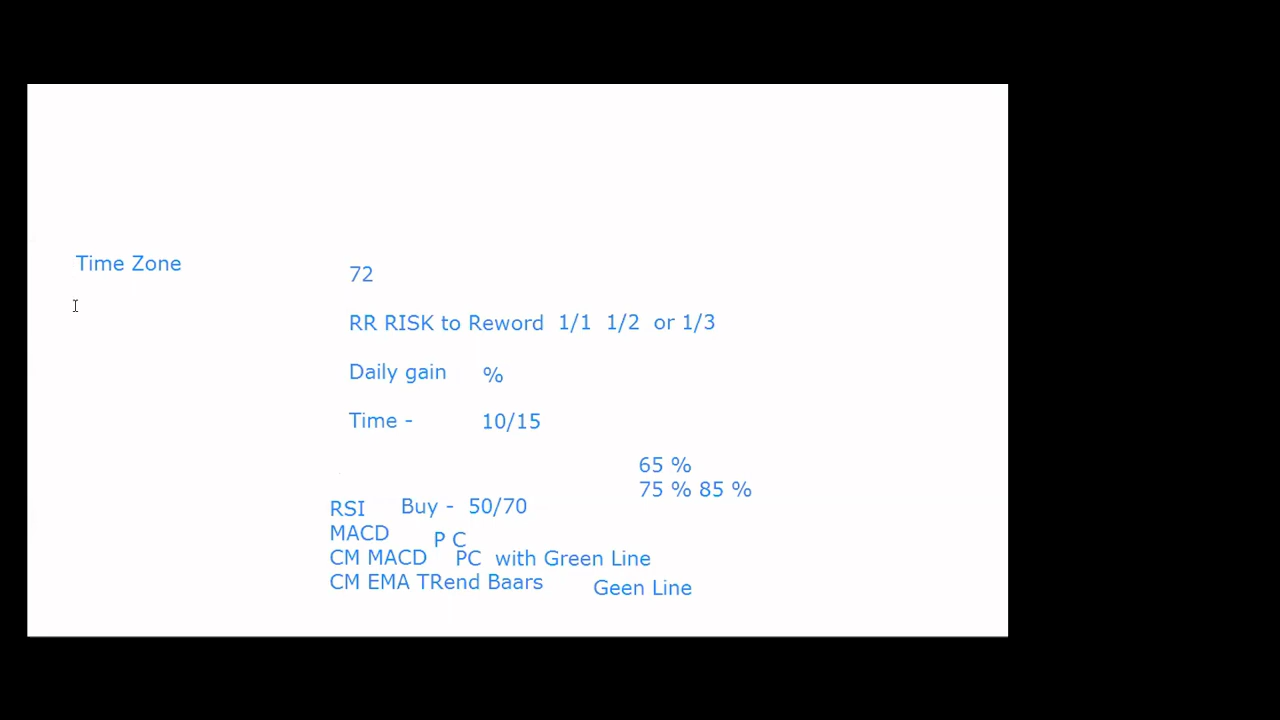 Time Zone
72
RR RISK to Reword 1/1 1/2 or 1/3
Daily gain %
Time - 10/15
65 %
75 % 85 %
RSI Buy - 50/70
MACD P C
CM MACD PC with Green Line
CM EMA TRend Baars Geen Line